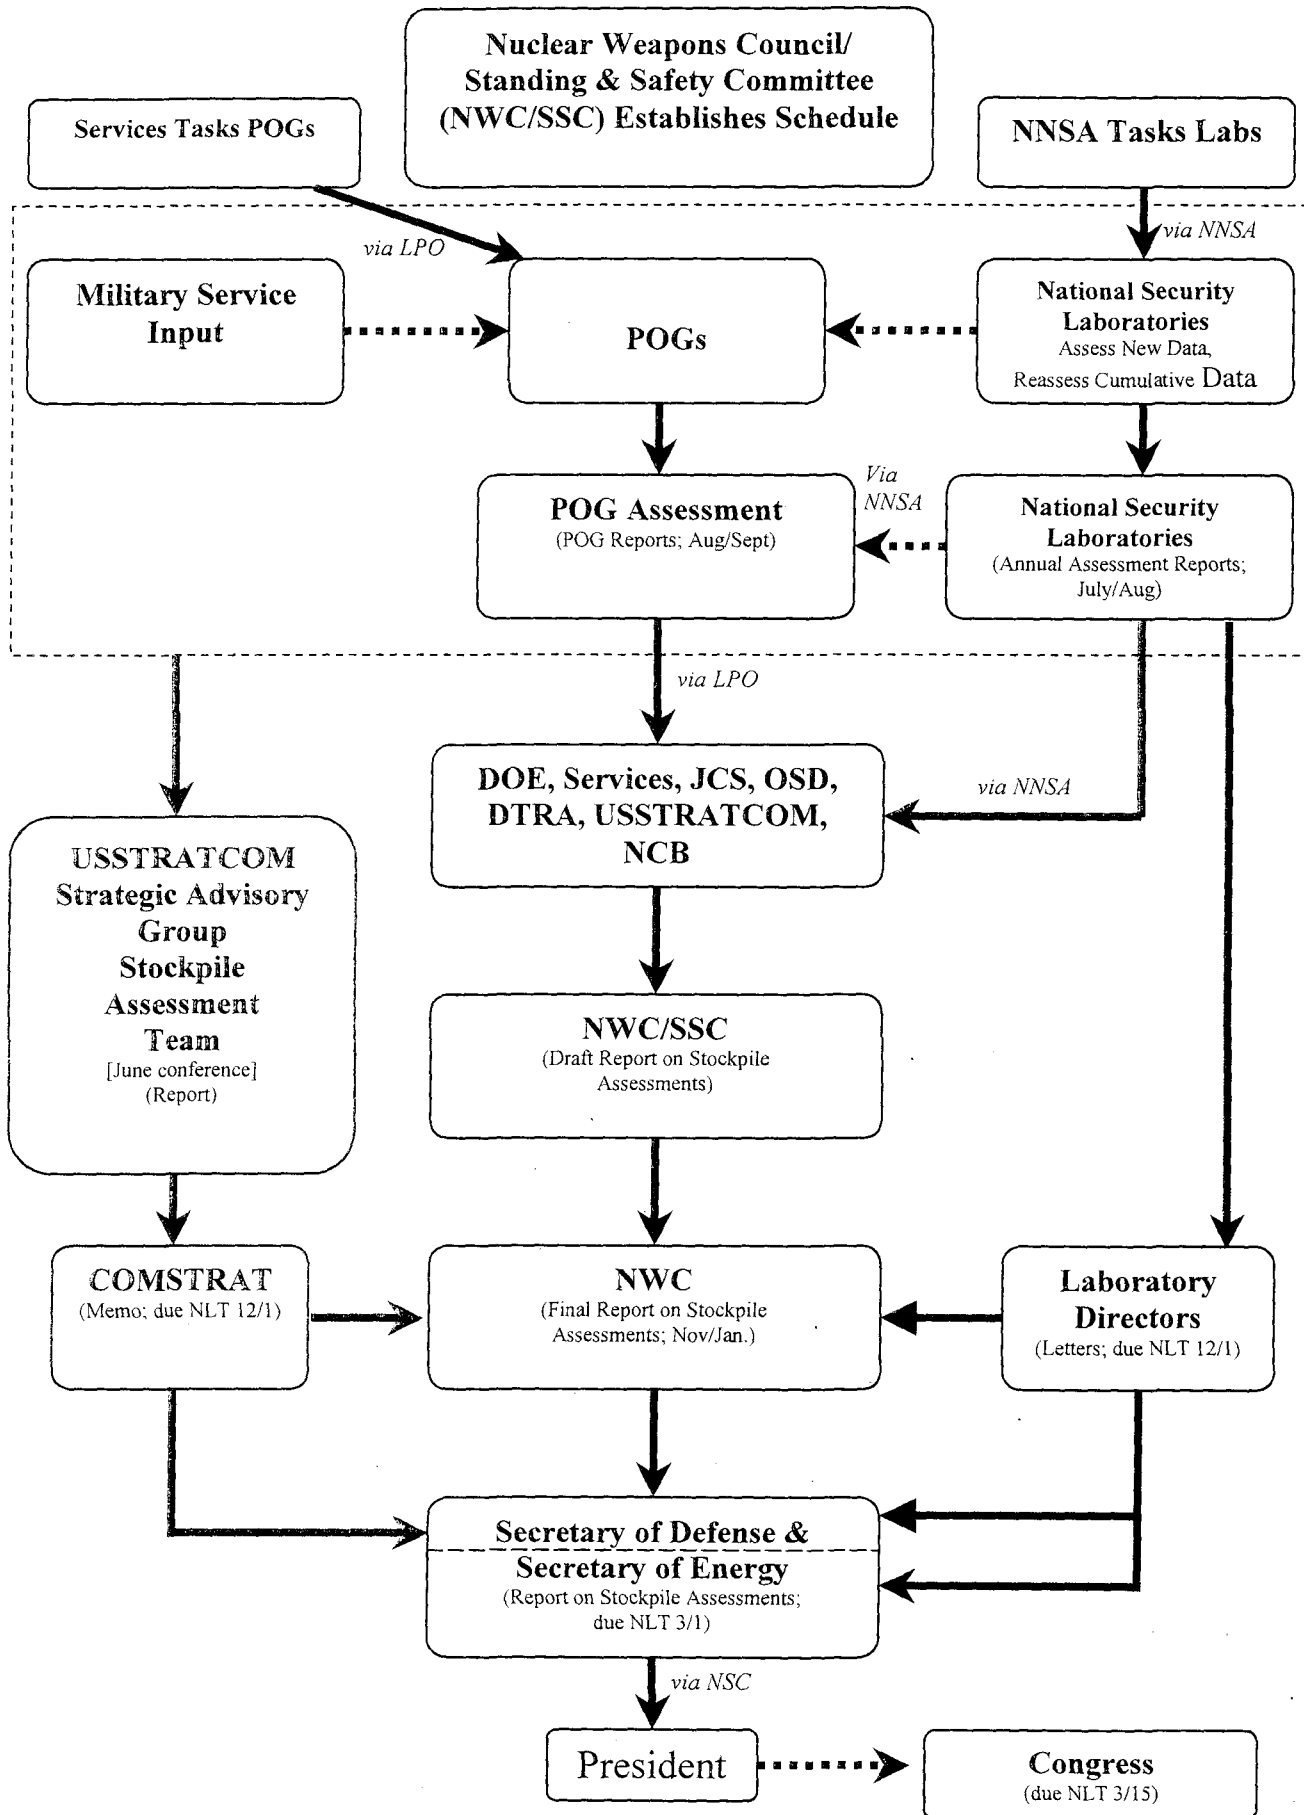 Nuclear Weapons Council/
Standing & Safety Committee
(NWC/SSC) Establishes Schedule
Services Tasks POGs
NNSA Tasks Labs
via LPO
via NNSA
Military Service
Input
POGs
National Security
Laboratories
Assess New Data,
Reassess Cumulative Data
POG Assessment
(POG Reports; Aug/Sept)
Via
NNSA
National Security
Laboratories
(Annual Assessment Reports;
July/Aug)
via LPO
DOE, Services, JCS, OSD,
DTRA, USSTRATCOM,
NCB
via NNSA
USSTRATCOM
Strategic Advisory
Group
Stockpile
Assessment
Team
[June conference]
(Report)
NWC/SSC
(Draft Report on Stockpile
Assessments)
COMSTRAT
(Memo; due NLT 12/1)
NWC
(Final Report on Stockpile
Assessments; Nov/Jan.)
Laboratory
Directors
(Letters; due NLT 12/1)
Secretary of Defense &
Secretary of Energy
(Report on Stockpile Assessments;
due NLT 3/1)
via NSC
President
Congress
(due NLT 3/15)